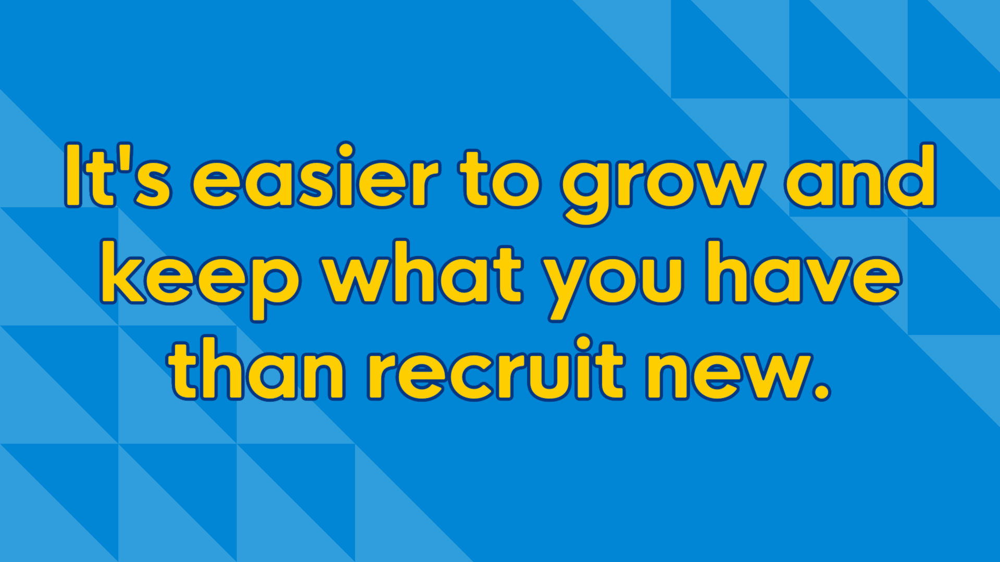 It's easier to grow and
keep what you have
than recruit new.